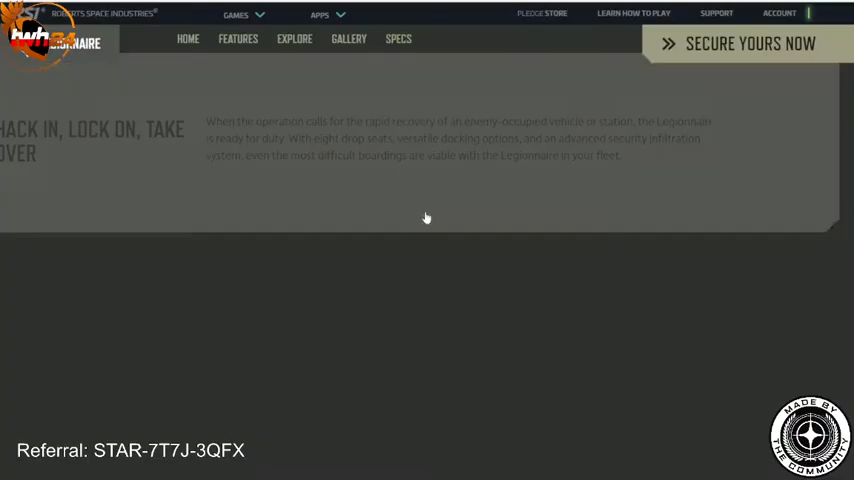 ROBERTS SPACE INDUSTRIES®
GAMES
APPS
PLEDGE STORE
LEARN HOW TO PLAY
SUPPORT
ACCOUNT
HOME
FEATURES
EXPLORE
GALLERY
SPECS
SECURE YOURS NOW
HACK IN, LOCK ON, TAKE
OVER
When the operation calls for the rapid recovery of an enemy-occupied vehicle or station, the Legionnain
is ready for duty. With eight drop seats, versatile docking options, and an advanced security infiltration
system, even the most difficult boardings are viable with the Legionnaire in your fleet.
Referral: STAR-7T7J-3QFX
MADE BY
THE COMMUNITY